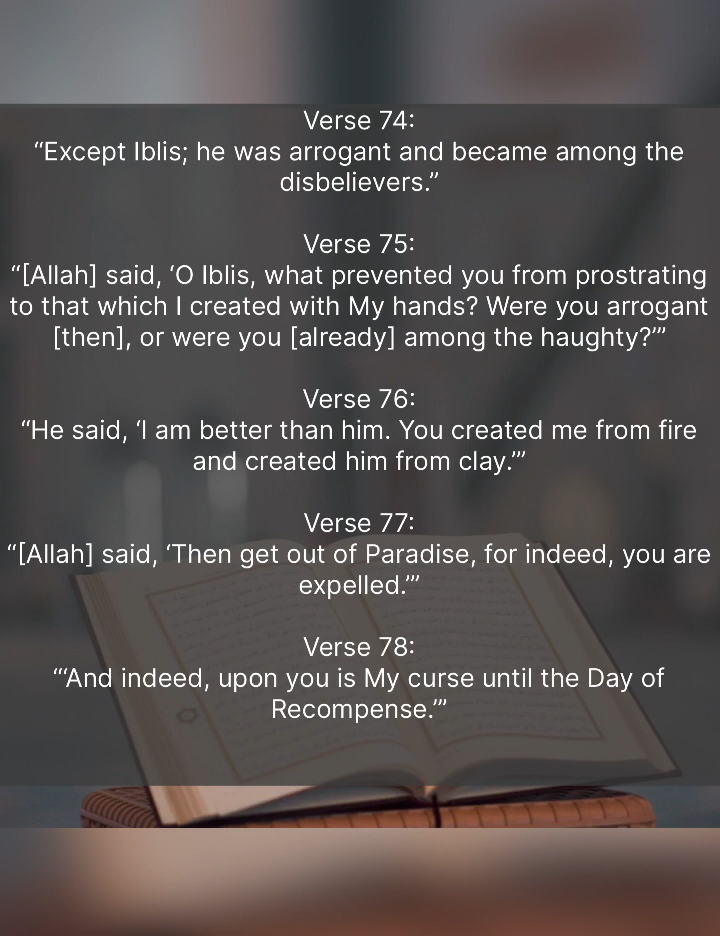 Verse 74:
“Except Iblis; he was arrogant and became among the
disbelievers.”
Verse 75:
“[Allah] said, ‘O Iblis, what prevented you from prostrating
to that which I created with My hands? Were you arrogant
[then], or were you [already] among the haughty?’”
Verse 76:
“He said, ‘I am better than him. You created me from fire
and created him from clay.’”
Verse 77:
“[Allah] said, ‘Then get out of Paradise, for indeed, you are
expelled.’”
Verse 78:
“‘And indeed, upon you is My curse until the Day of
Recompense.’”